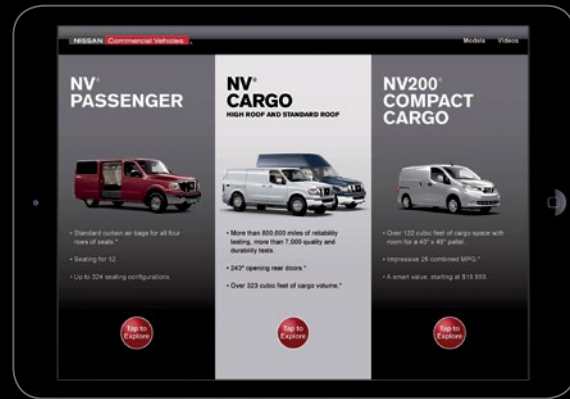 NISSAN Commercial Vehicles
Models Videos
NV®
PASSENGER
• Standard curtain air bags for all four
rows of seats.*
• Seating for 12.
• Up to 324 seating configurations.
Tap to
Explore
NV®
CARGO
HIGH ROOF AND STANDARD ROOF
• More than 600,000 miles of reliability
testing, more than 7,000 quality and
durability tests.
• 243° opening rear doors.*
• Over 323 cubic feet of cargo volume.*
Tap to
Explore
NV200®
COMPACT
CARGO
• Over 122 cubic feet of cargo space with
room for a 40" x 48" pallet.
• Impressive 25 combined MPG.*
• A smart value, starting at $19,993.
Tap to
Explore